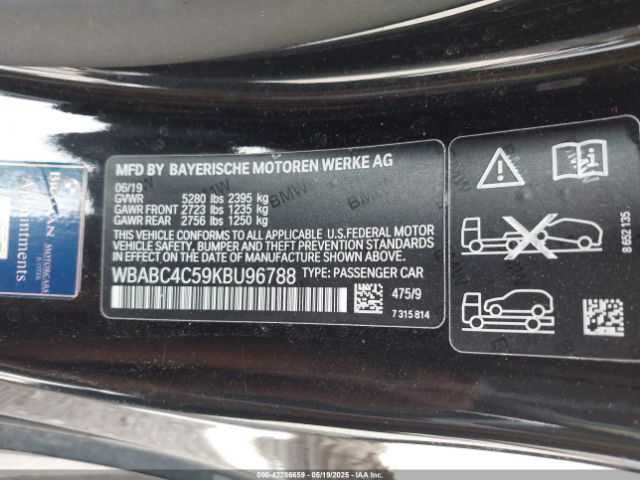 MFD BY BAYERISCHE MOTOREN WERKE AG
06/19
GVWR 5280 lbs 2395 kg
GAWR FRONT 2723 lbs 1235 kg
GAWR REAR 2756 lbs 1250 kg
THIS VEHICLE CONFORMS TO ALL APPLICABLE U.S.FEDERAL MOTOR
VEHICLE SAFETY, BUMPER AND THEFT PREVENTION STANDARDS
IN EFFECT ON THE DATE OF MANUFACTURE SHOWN ABOVE.
WBABC4C59KBU96788 TYPE: PASSENGER CAR
475/9
7 315 814
8 652 135
MOTORCARS
Appointments
000-42286659 - 05/19/2025 - IAA Inc.